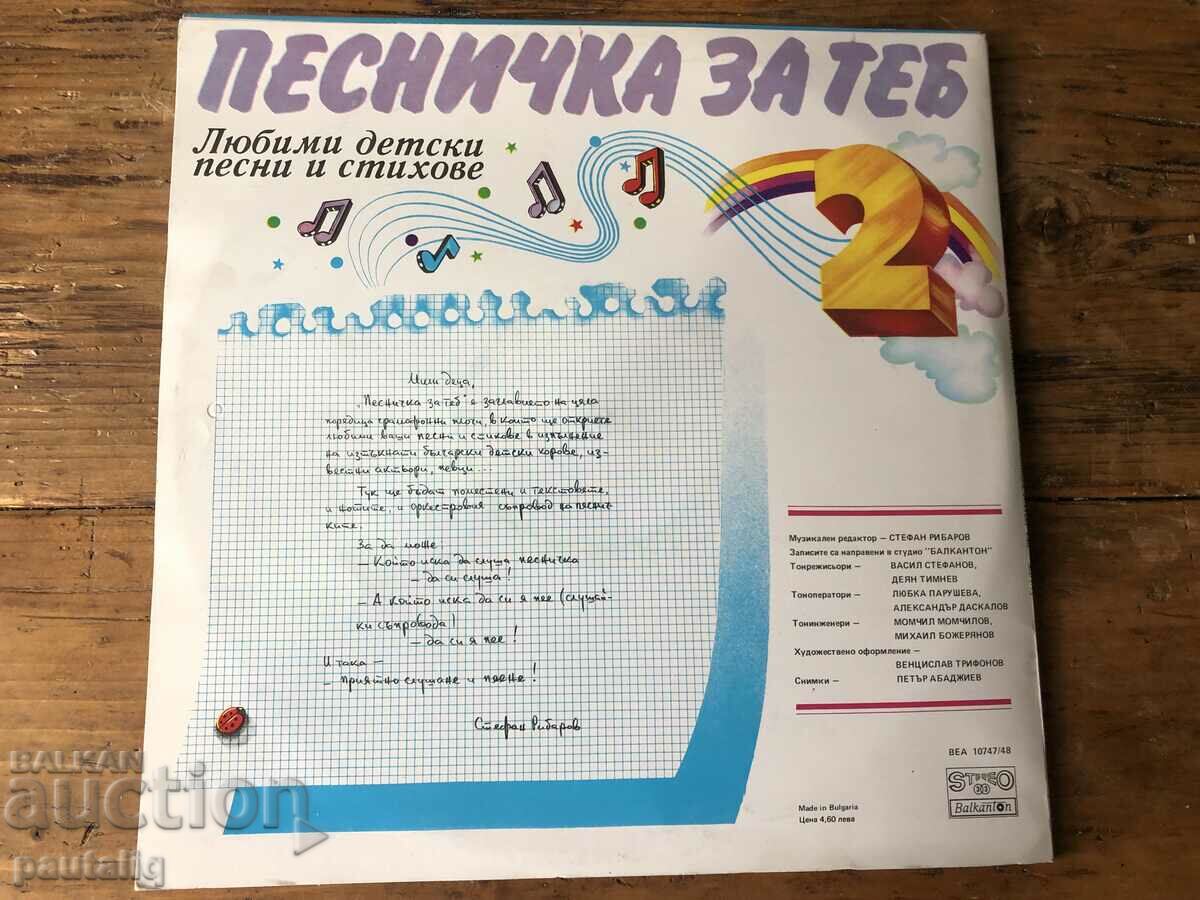 ПЕСНИЧКА ЗА ТЕБ
Любими детски
песни и стихове
2
Мили деца,
„Песничка за теб" е заглавието на цяла
поредица грамофонни плочи, в които ще откриете
любими ваши песни и стихове в изпълнение
на изтъкнати български детски хорове, из-
вестни актьори, певци...
Тук ще бъдат поместени и текстовете,
и нотите, и оркестровия съпровод на песнич-
ките.
За да може
– Който иска да слуша песничка
– да си слуша!
– А който иска да си я пее (слушай-
ки съпровода)
– да си я пее!
И така –
– приятно слушане и пеене!
Стефан Рибаров
Музикален редактор – СТЕФАН РИБАРОВ
Записите са направени в студио "БАЛКАНТОН"
Тонрежисьори – ВАСИЛ СТЕФАНОВ,
ДЕЯН ТИМНЕВ
Тоноператори – ЛЮБКА ПАРУШЕВА,
АЛЕКСАНДЪР ДАСКАЛОВ
Тонинженери – МОМЧИЛ МОМЧИЛОВ,
МИХАИЛ БОЖЕРЯНОВ
Художествено оформление –
ВЕНЦИСЛАВ ТРИФОНОВ
Снимки – ПЕТЪР АБАДЖИЕВ
ВЕА 10747/48
STEREO
33
Balkanton
Made in Bulgaria
Цена 4,60 лева
BALKAN
auction
pautalig